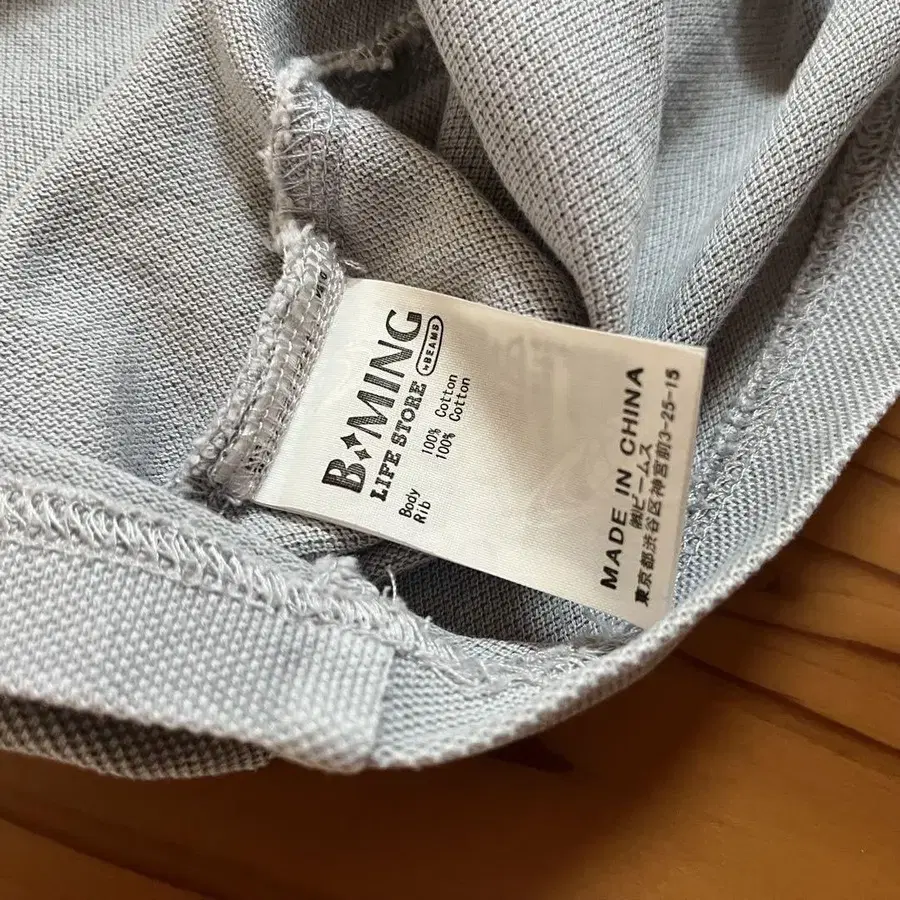 B✦MING
LIFE STORE by BEAMS
Body 100% Cotton
Rib 100% Cotton
MADE IN CHINA
㈱ビームス
東京都渋谷区神宮前3-25-15